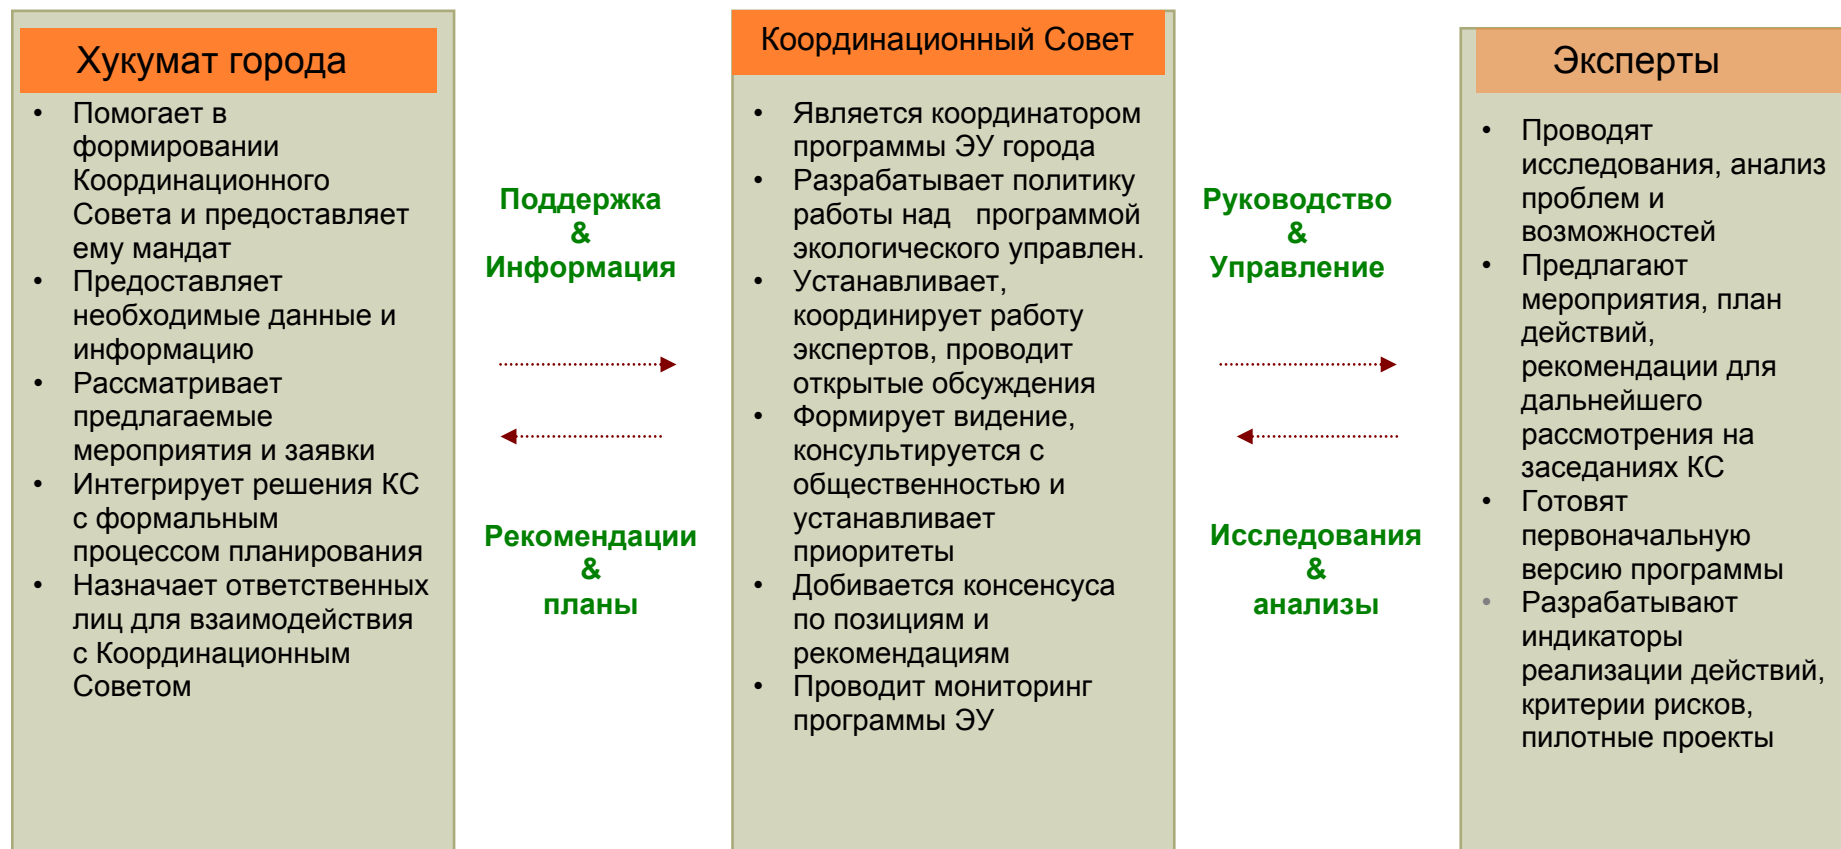 Хукумат города
• Помогает в
формировании
Координационного
Совета и предоставляет
ему мандат
• Предоставляет
необходимые данные и
информацию
• Рассматривает
предлагаемые
мероприятия и заявки
• Интегрирует решения КС
с формальным
процессом планирования
• Назначает ответственных
лиц для взаимодействия
с Координационным
Советом
Поддержка
&
Информация
Рекомендации
&
планы
Координационный Совет
• Является координатором
программы ЭУ города
• Разрабатывает политику
работы над программой
экологического управлен.
• Устанавливает,
координирует работу
экспертов, проводит
открытые обсуждения
• Формирует видение,
консультируется с
общественностью и
устанавливает
приоритеты
• Добивается консенсуса
по позициям и
рекомендациям
• Проводит мониторинг
программы ЭУ
Руководство
&
Управление
Исследования
&
анализы
Эксперты
• Проводят
исследования, анализ
проблем и
возможностей
• Предлагают
мероприятия, план
действий,
рекомендации для
дальнейшего
рассмотрения на
заседаниях КС
• Готовят
первоначальную
версию программы
• Разрабатывают
индикаторы
реализации действий,
критерии рисков,
пилотные проекты